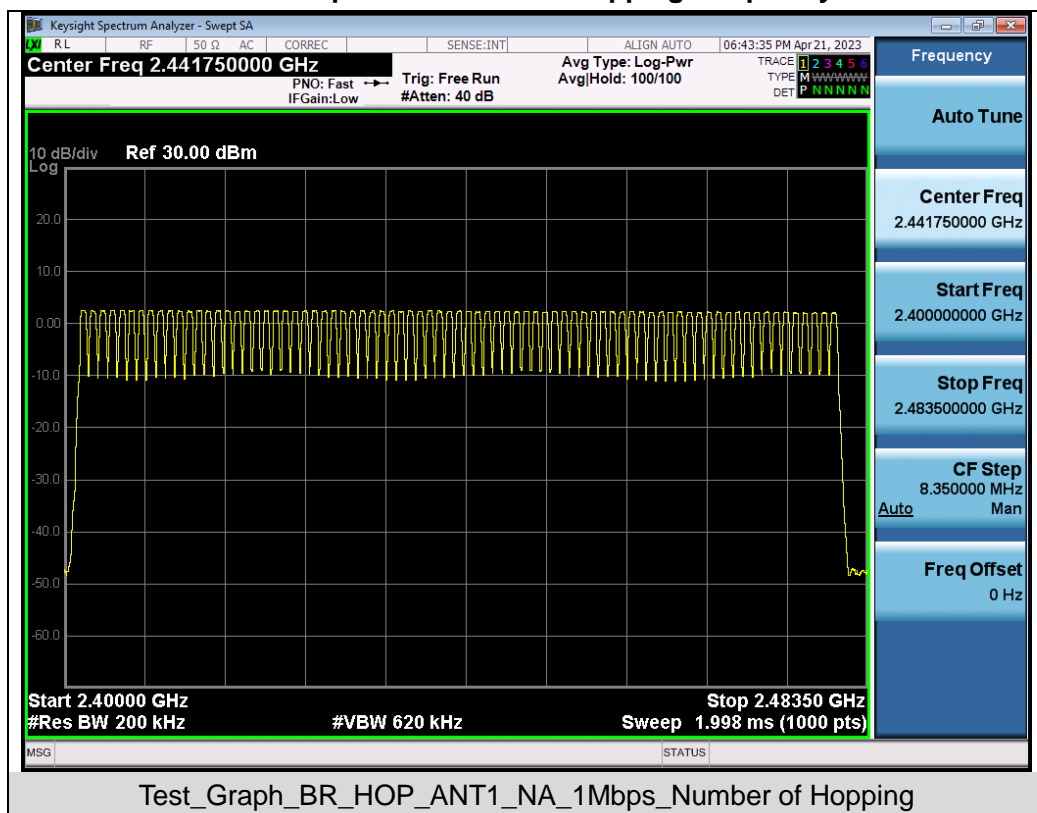 Keysight Spectrum Analyzer - Swept SA
LXI RL RF 50 Ω AC CORREC SENSE:INT ALIGN AUTO 06:43:35 PM Apr 21, 2023
Center Freq 2.441750000 GHz
PNO: Fast
IFGain:Low
Trig: Free Run
#Atten: 40 dB
Avg Type: Log-Pwr
Avg|Hold: 100/100
TRACE 1 2 3 4 5 6
TYPE M WWWWW
DET P N N N N N
10 dB/div Ref 30.00 dBm
Log
20.0
10.0
0.00
-10.0
-20.0
-30.0
-40.0
-50.0
-60.0
Start 2.40000 GHz Stop 2.48350 GHz
#Res BW 200 kHz #VBW 620 kHz Sweep 1.998 ms (1000 pts)
MSG STATUS
Frequency
Auto Tune
Center Freq
2.441750000 GHz
Start Freq
2.400000000 GHz
Stop Freq
2.483500000 GHz
CF Step
8.350000 MHz
Auto Man
Freq Offset
0 Hz
Test_Graph_BR_HOP_ANT1_NA_1Mbps_Number of Hopping